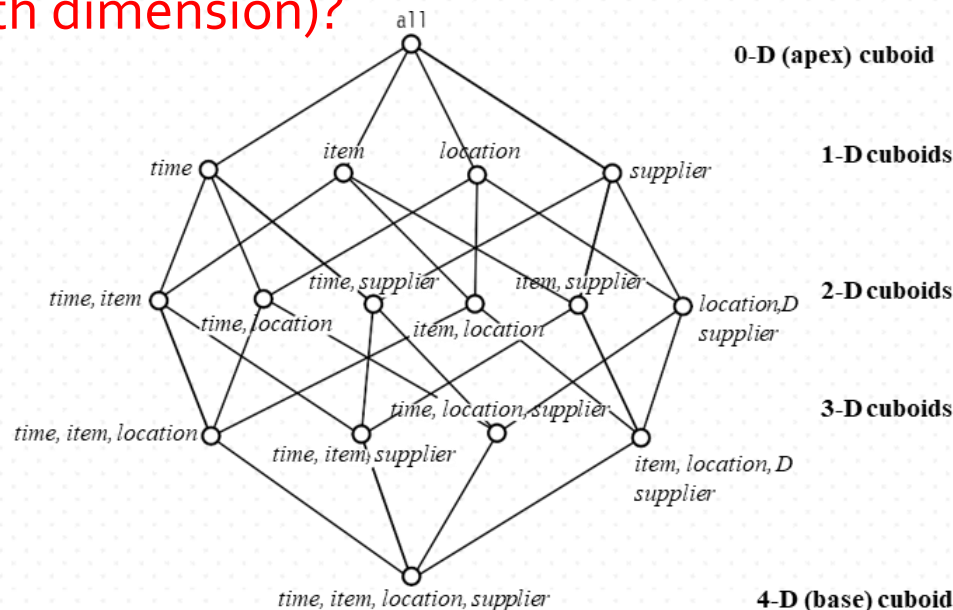 th dimension)?
all
0-D (apex) cuboid
time
item
location
supplier
1-D cuboids
time, item
time, location
time, supplier
item, location
item, supplier
location,D
supplier
2-D cuboids
time, item, location
time, item, supplier
time, location, supplier
item, location, D
supplier
3-D cuboids
time, item, location, supplier
4-D (base) cuboid